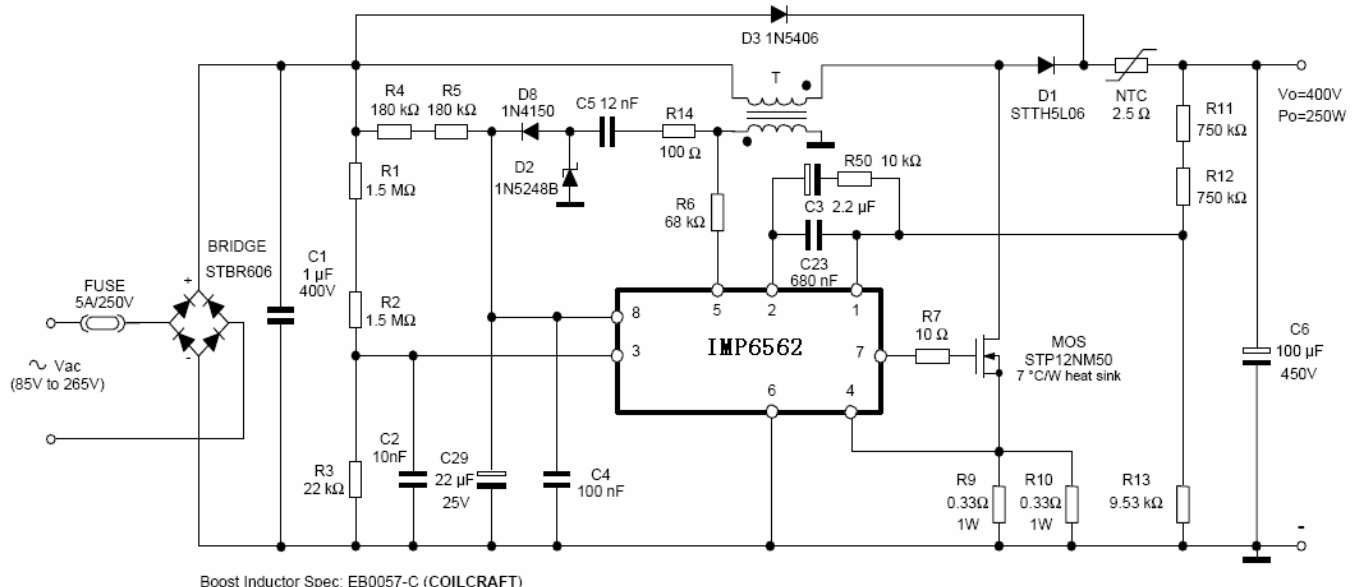 D3 1N5406
T
R4
180 kΩ
R5
180 kΩ
D8
1N4150
C5 12 nF
R14
100 Ω
D1
STTH5L06
NTC
2.5 Ω
Vo=400V
Po=250W
R11
750 kΩ
R12
750 kΩ
R1
1.5 MΩ
D2
1N5248B
R50 10 kΩ
C3 2.2 µF
R6
68 kΩ
C23
680 nF
BRIDGE
STBR606
+
-
FUSE
5A/250V
C1
1 µF
400V
R2
1.5 MΩ
~ Vac
(85V to 265V)
8
5
2
1
3
IMP6562
7
6
4
R7
10 Ω
MOS
STP12NM50
7 °C/W heat sink
C6
100 µF
450V
R3
22 kΩ
C2
10nF
C29
22 µF
25V
C4
100 nF
R9
0.33Ω
1W
R10
0.33Ω
1W
R13
9.53 kΩ
-
Boost Inductor Spec: EB0057-C (COILCRAFT)